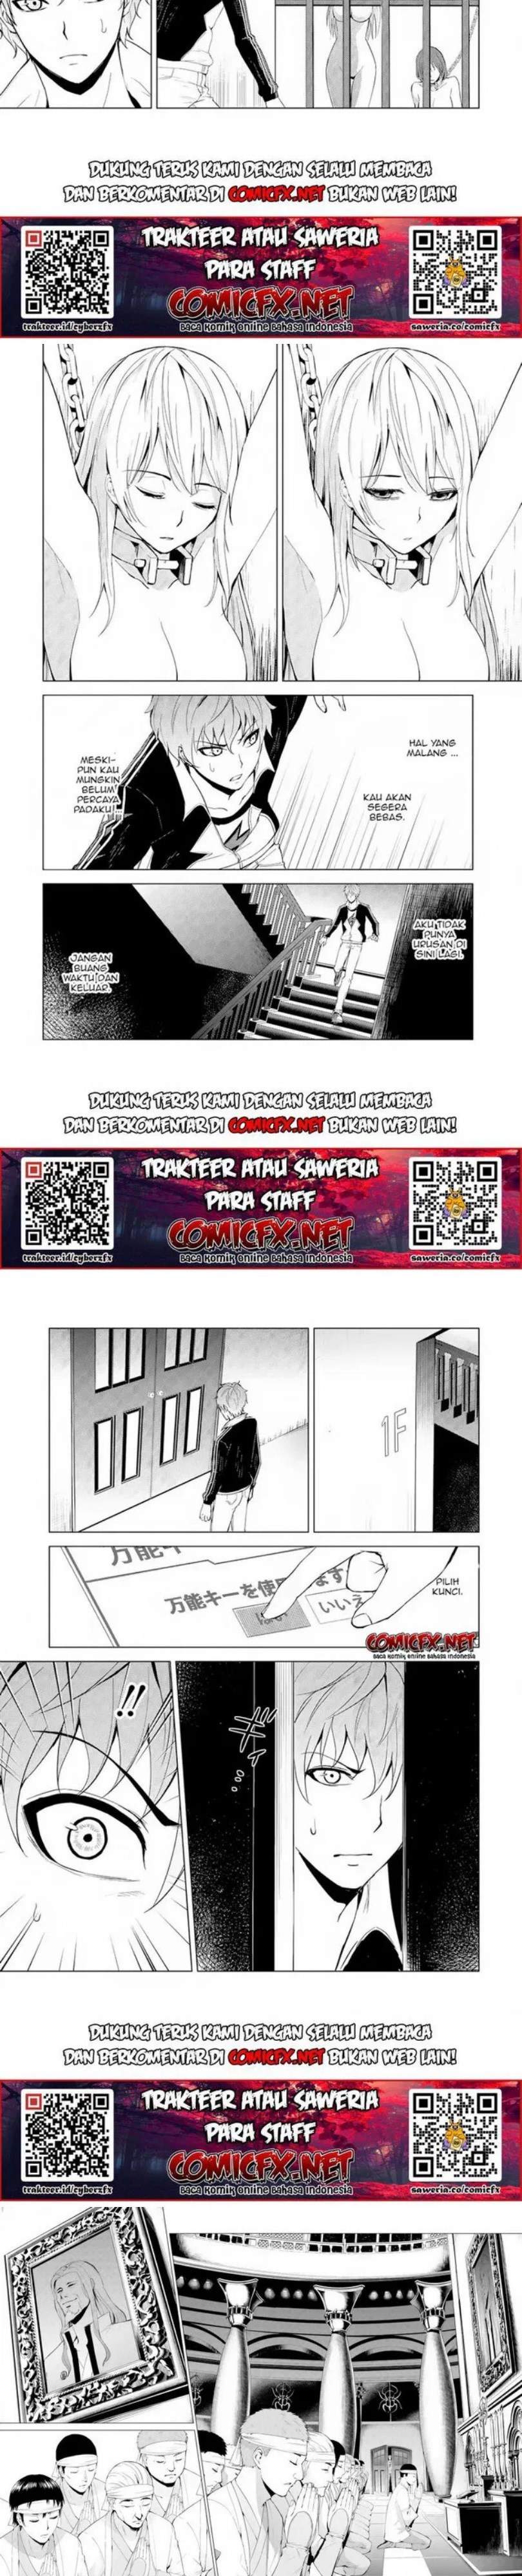 DUKUNG TERUS KAMI DENGAN SELALU MEMBACA
DAN BERKOMENTAR DI COMICFX.NET BUKAN WEB LAIN!
TRAKTEER ATAU SAWERIA
PARA STAFF
COMICFX.NET
Baca Komik Online Bahasa Indonesia
trakteer.id/cyberzfx
saweria.co/comicfx
HAL YANG
MALANG ...
KAU AKAN
SEGERA
BEBAS.
MESKI-
PUN KAU
MUNGKIN
BELUM
PERCAYA
PADAKU!
AKU TIDAK
PUNYA
URUSAN DI
SINI LAGI.
JANGAN
BUANG
WAKTU DAN
KELUAR.
DUKUNG TERUS KAMI DENGAN SELALU MEMBACA
DAN BERKOMENTAR DI COMICFX.NET BUKAN WEB LAIN!
TRAKTEER ATAU SAWERIA
PARA STAFF
COMICFX.NET
Baca Komik Online Bahasa Indonesia
trakteer.id/cyberzfx
saweria.co/comicfx
1F
万能キー
万能キーを使
ます
いいえ
PILIH
KUNCI.
COMICFX.NET
Baca Komik Online Bahasa Indonesia
!!
ギィ
DUKUNG TERUS KAMI DENGAN SELALU MEMBACA
DAN BERKOMENTAR DI COMICFX.NET BUKAN WEB LAIN!
TRAKTEER ATAU SAWERIA
PARA STAFF
COMICFX.NET
Baca Komik Online Bahasa Indonesia
trakteer.id/cyberzfx
saweria.co/comicfx